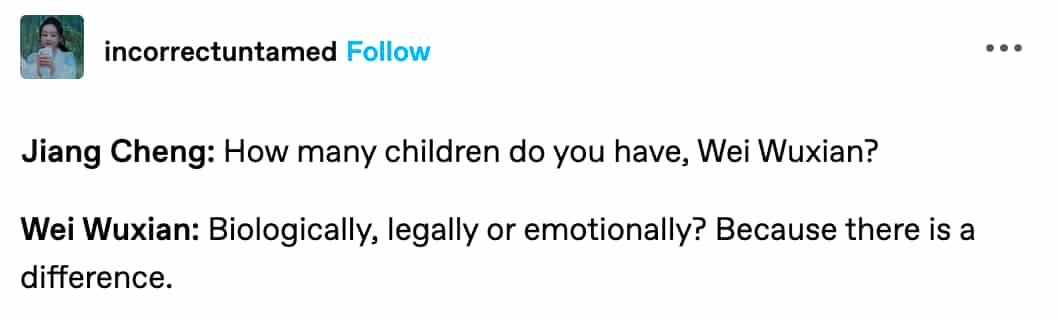 incorrectuntamed Follow
Jiang Cheng: How many children do you have, Wei Wuxian?
Wei Wuxian: Biologically, legally or emotionally? Because there is a
difference.